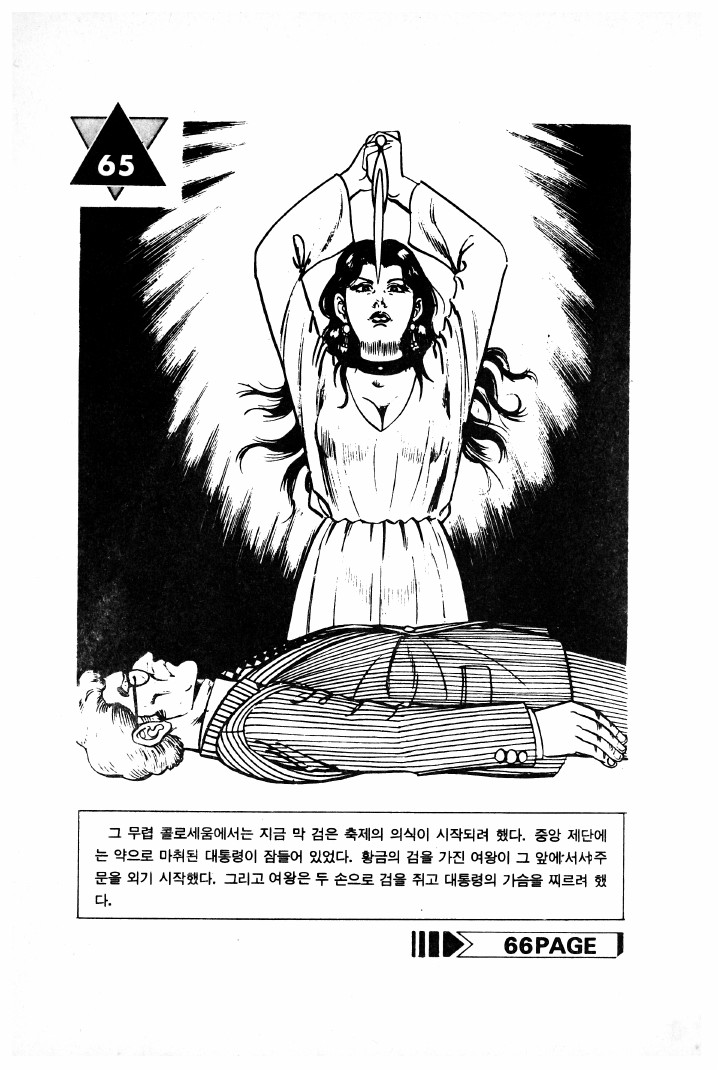 65
그 무렵 콜로세움에서는 지금 막 검은 축제의 의식이 시작되려 했다. 중앙 제단에
는 약으로 마취된 대통령이 잠들어 있었다. 황금의 검을 가진 여왕이 그 앞에 서서 주
문을 외기 시작했다. 그리고 여왕은 두 손으로 검을 쥐고 대통령의 가슴을 찌르려 했
다.
66PAGE